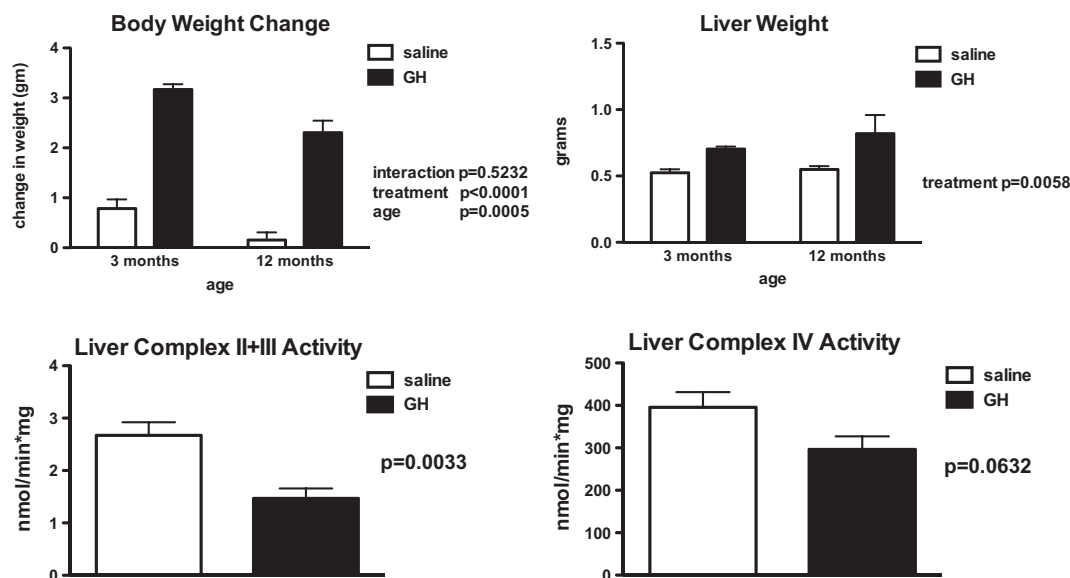 Body Weight Change
change in weight (gm)
4
3
2
1
0
3 months
12 months
age
saline
GH
interaction p=0.5232
treatment p<0.0001
age p=0.0005
Liver Weight
grams
1.5
1.0
0.5
0.0
3 months
12 months
age
saline
GH
treatment p=0.0058
Liver Complex II+III Activity
nmol/min*mg
4
3
2
1
0
saline
GH
p=0.0033
Liver Complex IV Activity
nmol/min*mg
500
400
300
200
100
0
saline
GH
p=0.0632